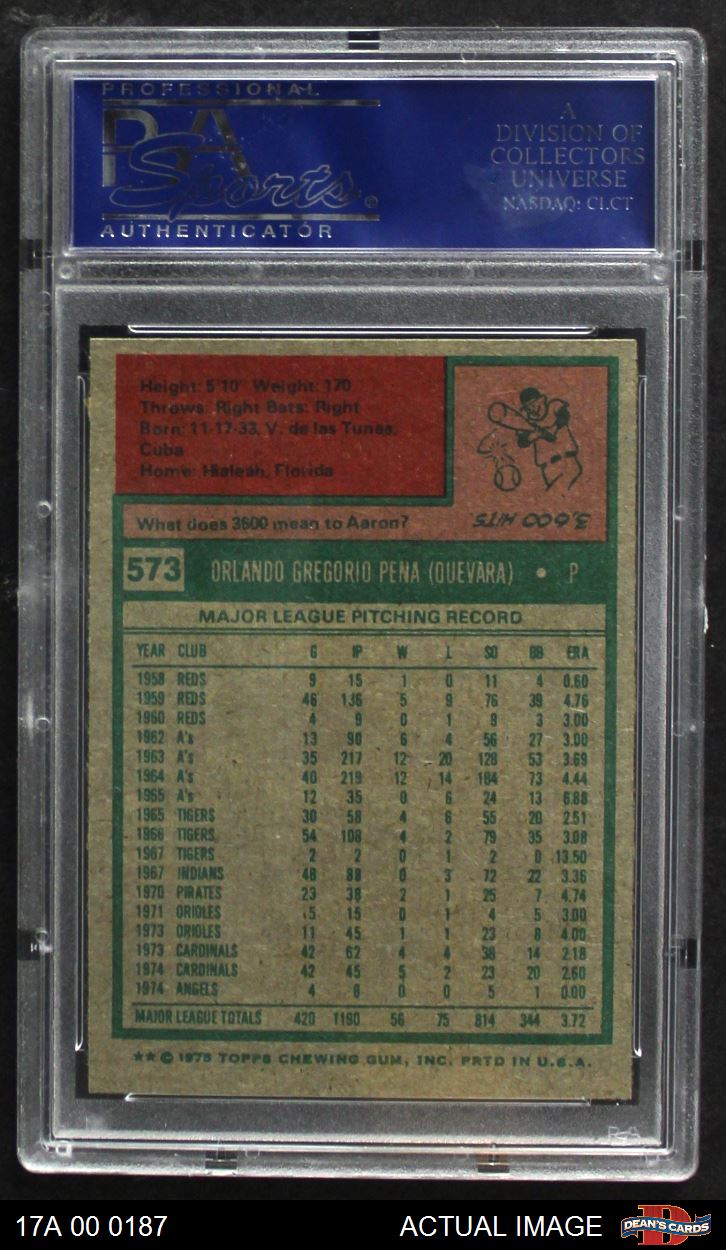 PROFESSIONAL
PSA
Sports®
AUTHENTICATOR
A
DIVISION OF
COLLECTORS
UNIVERSE
NASDAQ: CLCT
Height: 5'10" Weight: 170
Throws: Right Bats: Right
Born: 11-17-33, V. de las Tunas,
Cuba
Home: Hialeah, Florida
What does 3600 mean to Aaron?
3,600 HITS
573 ORLANDO GREGORIO PENA (QUEVARA) • P
MAJOR LEAGUE PITCHING RECORD
YEAR CLUB G IP W L SO BB ERA
1958 REDS 9 15 1 0 11 4 0.60
1959 REDS 46 136 5 9 76 39 4.76
1960 REDS 4 9 0 1 9 3 3.00
1962 A's 13 90 6 4 56 27 3.00
1963 A's 35 217 12 20 128 53 3.69
1964 A's 40 219 12 14 184 73 4.44
1965 A's 12 35 0 6 24 13 6.88
1965 TIGERS 30 58 4 6 55 20 2.51
1966 TIGERS 54 108 4 2 79 35 3.08
1967 TIGERS 2 2 0 1 2 0 13.50
1967 INDIANS 48 88 0 3 72 22 3.36
1970 PIRATES 23 38 2 1 25 7 4.74
1971 ORIOLES 5 15 0 1 4 5 3.00
1973 ORIOLES 11 45 1 1 23 8 4.00
1973 CARDINALS 42 62 4 4 38 14 2.18
1974 CARDINALS 42 45 5 2 23 20 2.60
1974 ANGELS 4 8 0 0 5 1 0.00
MAJOR LEAGUE TOTALS 420 1190 56 75 814 344 3.72
★★ © 1975 TOPPS CHEWING GUM, INC. PRTD IN U.S.A.
PSA
17A 00 0187 ACTUAL IMAGE DEAN'S CARDS